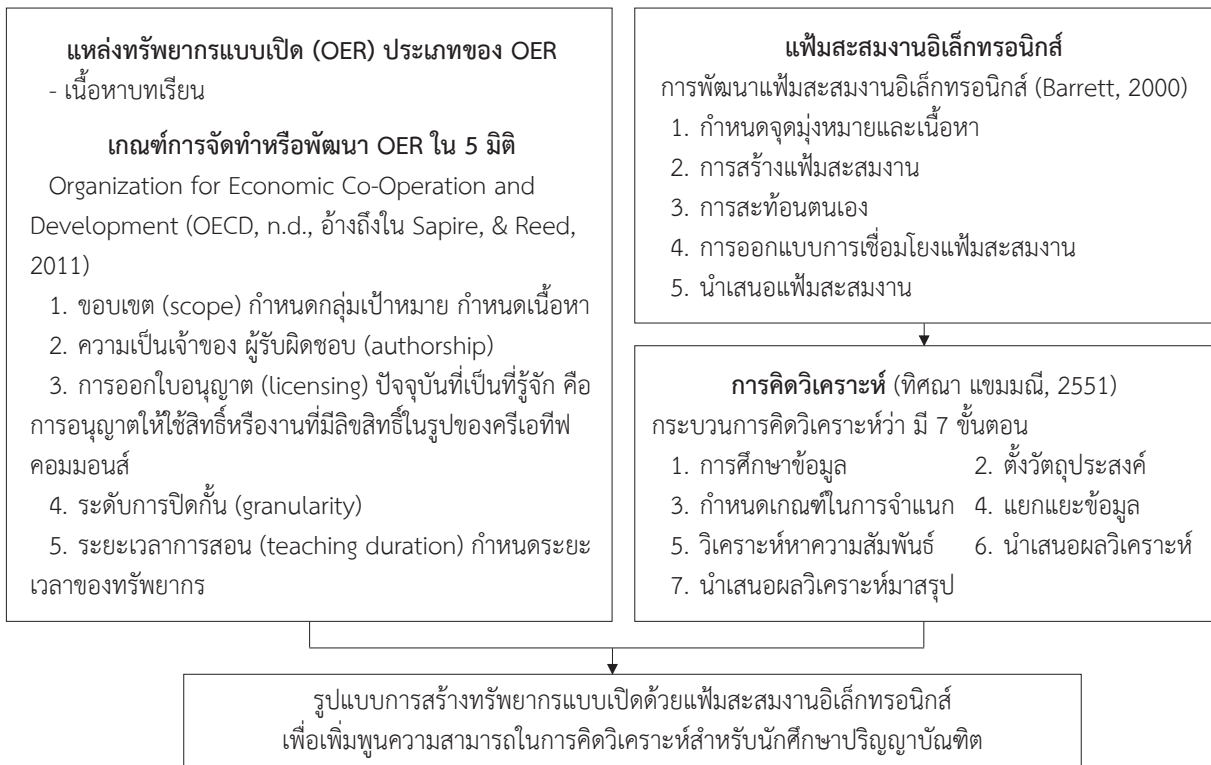 แหล่งทรัพยากรแบบเปิด (OER) ประเภทของ OER
- เนื้อหาบทเรียน
เกณฑ์การจัดทำหรือพัฒนา OER ใน 5 มิติ
Organization for Economic Co-Operation and
Development (OECD, n.d., อ้างถึงใน Sapire, & Reed,
2011)
1. ขอบเขต (scope) กำหนดกลุ่มเป้าหมาย กำหนดเนื้อหา
2. ความเป็นเจ้าของ ผู้รับผิดชอบ (authorship)
3. การออกใบอนุญาต (licensing) ปัจจุบันที่เป็นที่รู้จัก คือ
การอนุญาตให้ใช้สิทธิ์หรืองานที่มีลิขสิทธิ์ในรูปของครีเอทีฟ
คอมมอนส์
4. ระดับการปิดกั้น (granularity)
5. ระยะเวลาการสอน (teaching duration) กำหนดระยะ
เวลาของทรัพยากร
แฟ้มสะสมงานอิเล็กทรอนิกส์
การพัฒนาแฟ้มสะสมงานอิเล็กทรอนิกส์ (Barrett, 2000)
1. กำหนดจุดมุ่งหมายและเนื้อหา
2. การสร้างแฟ้มสะสมงาน
3. การสะท้อนตนเอง
4. การออกแบบการเชื่อมโยงแฟ้มสะสมงาน
5. นำเสนอแฟ้มสะสมงาน
การคิดวิเคราะห์ (ทิศณา แขมมณี, 2551)
กระบวนการคิดวิเคราะห์ว่า มี 7 ขั้นตอน
1. การศึกษาข้อมูล 2. ตั้งวัตถุประสงค์
3. กำหนดเกณฑ์ในการจำแนก 4. แยกแยะข้อมูล
5. วิเคราะห์หาความสัมพันธ์ 6. นำเสนอผลวิเคราะห์
7. นำเสนอผลวิเคราะห์มาสรุป
รูปแบบการสร้างทรัพยากรแบบเปิดด้วยแฟ้มสะสมงานอิเล็กทรอนิกส์
เพื่อเพิ่มพูนความสามารถในการคิดวิเคราะห์สำหรับนักศึกษาปริญญาบัณฑิต